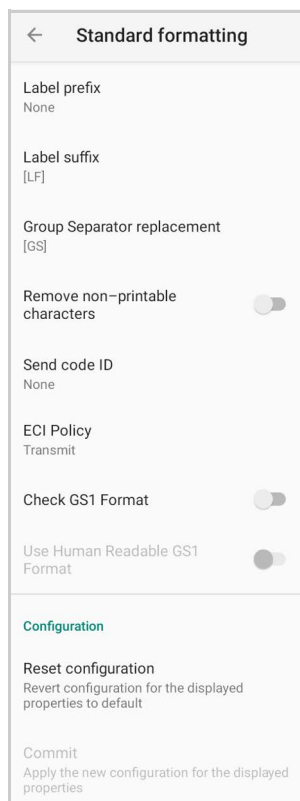 Standard formatting
Label prefix
None
Label suffix
[LF]
Group Separator replacement
[GS]
Remove non-printable
characters
Send code ID
None
ECI Policy
Transmit
Check GS1 Format
Use Human Readable GS1
Format
Configuration
Reset configuration
Revert configuration for the displayed
properties to default
Commit
Apply the new configuration for the displayed
properties